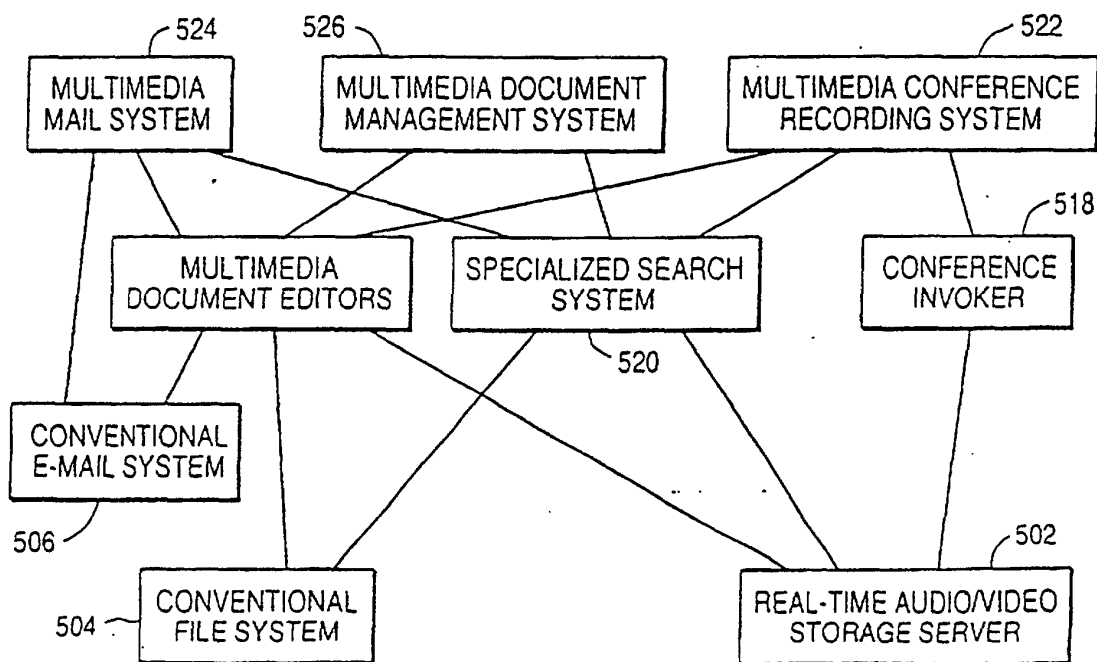 524
526
522
MULTIMEDIA
MAIL SYSTEM
MULTIMEDIA DOCUMENT
MANAGEMENT SYSTEM
MULTIMEDIA CONFERENCE
RECORDING SYSTEM
518
MULTIMEDIA
DOCUMENT EDITORS
SPECIALIZED SEARCH
SYSTEM
CONFERENCE
INVOKER
520
CONVENTIONAL
E-MAIL SYSTEM
506
502
504
CONVENTIONAL
FILE SYSTEM
REAL-TIME AUDIO/VIDEO
STORAGE SERVER